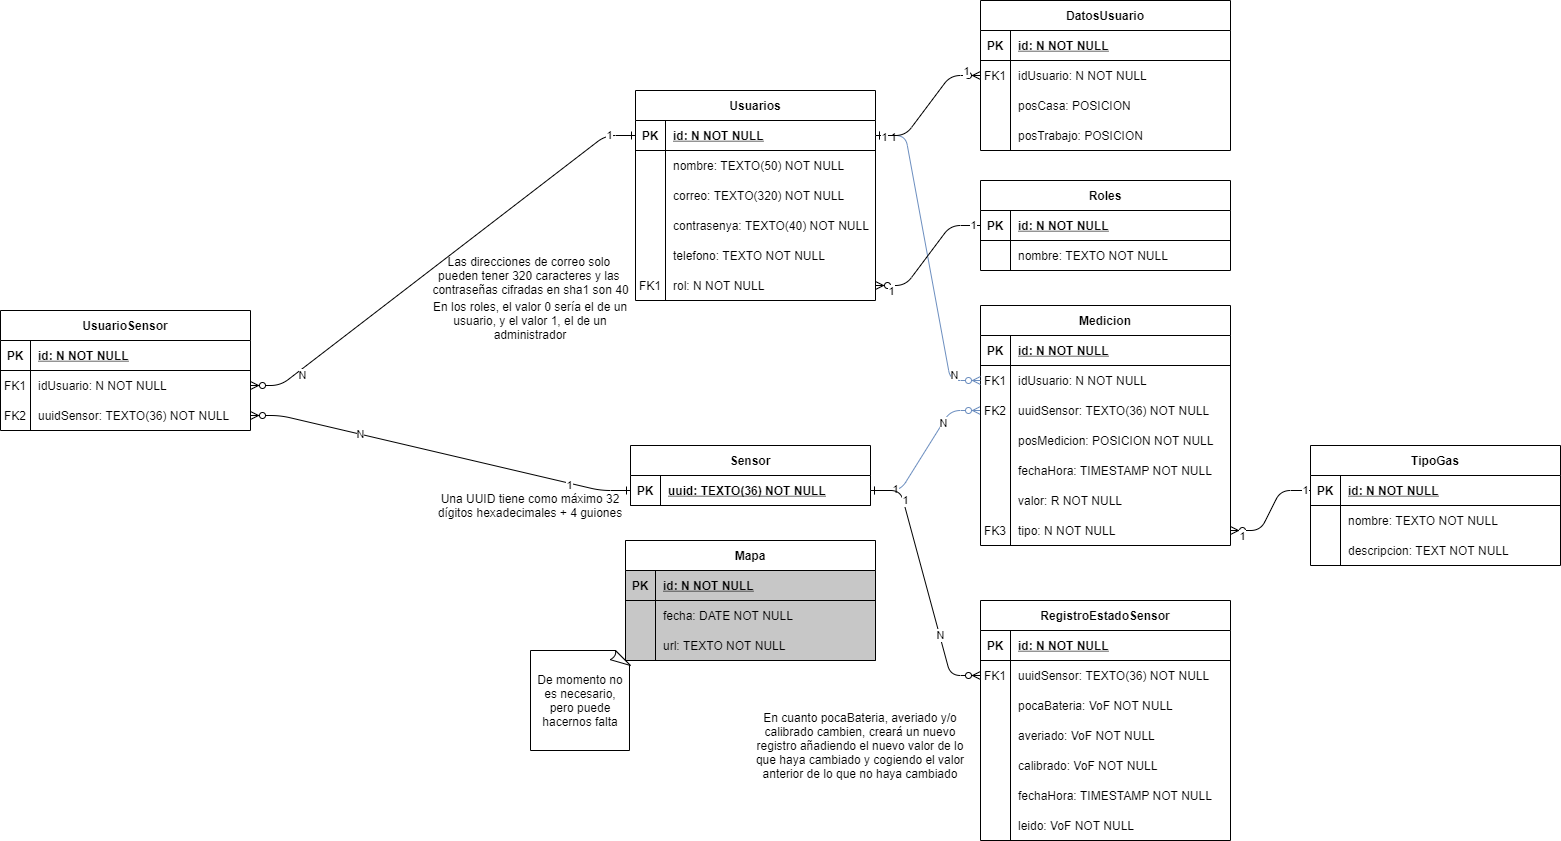 DatosUsuario
PK id: N NOT NULL
FK1 idUsuario: N NOT NULL
posCasa: POSICION
posTrabajo: POSICION
1
Usuarios
PK id: N NOT NULL
nombre: TEXTO(50) NOT NULL
correo: TEXTO(320) NOT NULL
contrasenya: TEXTO(40) NOT NULL
telefono: TEXTO NOT NULL
FK1 rol: N NOT NULL
1
1
1
1
Roles
PK id: N NOT NULL
nombre: TEXTO NOT NULL
1
Las direcciones de correo solo
pueden tener 320 caracteres y las
contraseñas cifradas en sha1 son 40
En los roles, el valor 0 sería el de un
usuario, y el valor 1, el de un
administrador
UsuarioSensor
PK id: N NOT NULL
FK1 idUsuario: N NOT NULL
FK2 uuidSensor: TEXTO(36) NOT NULL
N
N
Medicion
PK id: N NOT NULL
FK1 idUsuario: N NOT NULL
FK2 uuidSensor: TEXTO(36) NOT NULL
posMedicion: POSICION NOT NULL
fechaHora: TIMESTAMP NOT NULL
valor: R NOT NULL
FK3 tipo: N NOT NULL
N
N
1
Sensor
PK uuid: TEXTO(36) NOT NULL
1
1
1
Una UUID tiene como máximo 32
dígitos hexadecimales + 4 guiones
TipoGas
PK id: N NOT NULL
nombre: TEXTO NOT NULL
descripcion: TEXT NOT NULL
1
Mapa
PK id: N NOT NULL
fecha: DATE NOT NULL
url: TEXTO NOT NULL
De momento no
es necesario,
pero puede
hacernos falta
RegistroEstadoSensor
PK id: N NOT NULL
FK1 uuidSensor: TEXTO(36) NOT NULL
pocaBateria: VoF NOT NULL
averiado: VoF NOT NULL
calibrado: VoF NOT NULL
fechaHora: TIMESTAMP NOT NULL
leido: VoF NOT NULL
N
En cuanto pocaBateria, averiado y/o
calibrado cambien, creará un nuevo
registro añadiendo el nuevo valor de lo
que haya cambiado y cogiendo el valor
anterior de lo que no haya cambiado